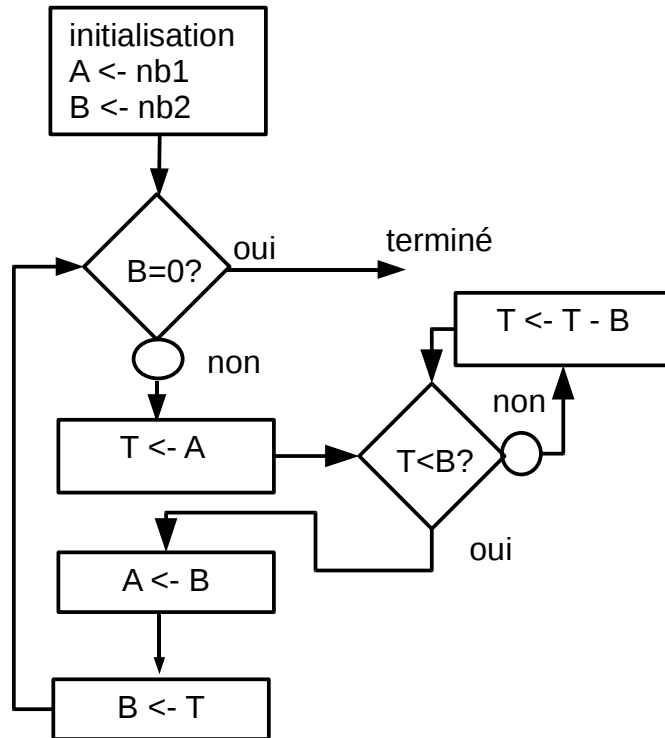 initialisation
A <- nb1
B <- nb2
B=0?
oui
terminé
non
T <- A
T<B?
non
T <- T - B
oui
A <- B
B <- T